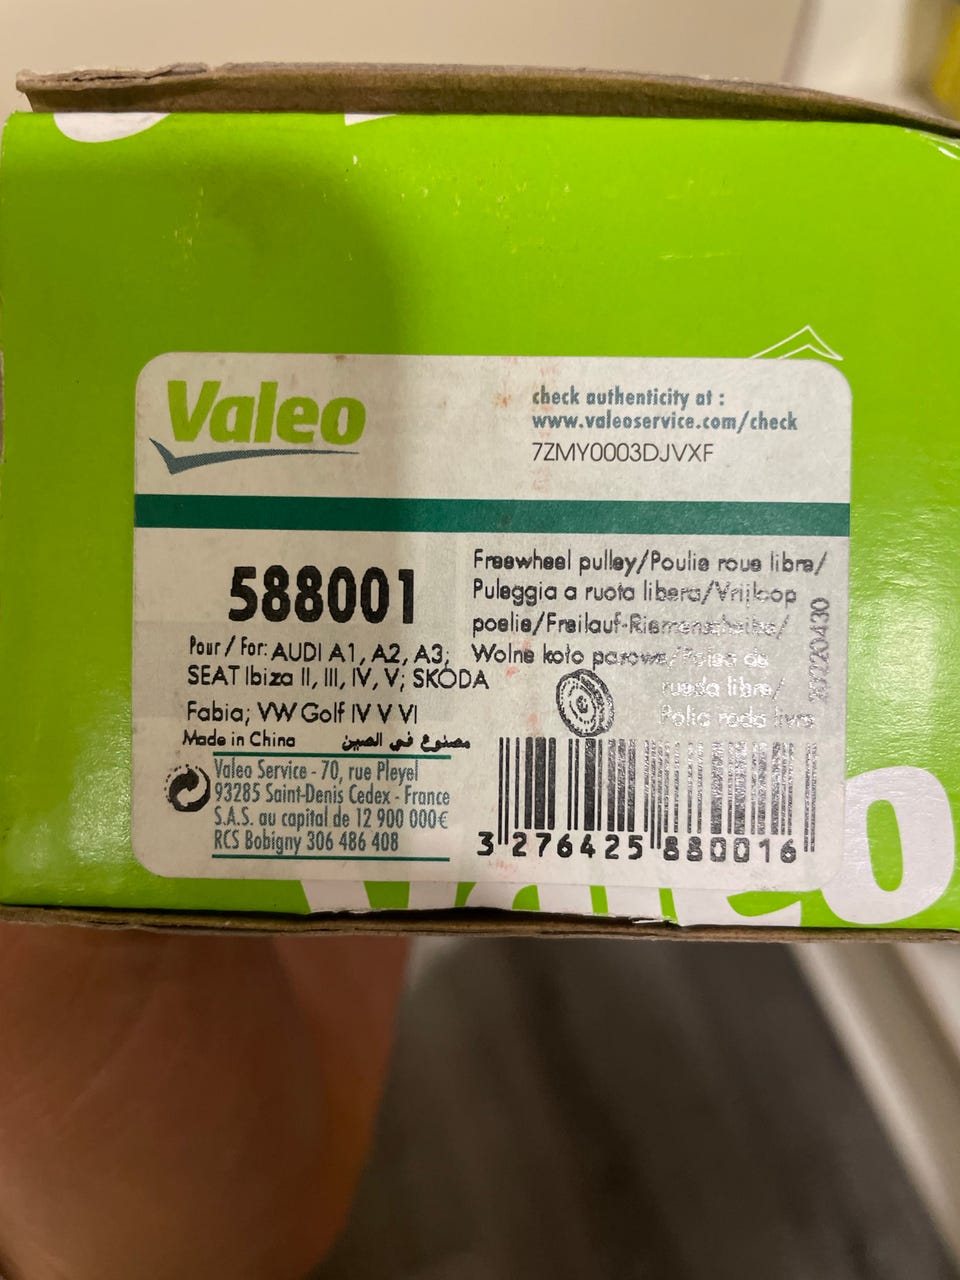 Valeo
check authenticity at :
www.valeoservice.com/check
7ZMY0003DJVXF
588001
Freewheel pulley/Poulie roue libre/
Puleggia a ruota libera/Vrijloop
poelie/Freilauf-Riemenscheibe/
Wolne koło pasowe/Polea de
rueda libre/
Polia roda livre
Pour / For: AUDI A1, A2, A3;
SEAT Ibiza II, III, IV, V; SKODA
Fabia; VW Golf IV V VI
Made in China مصنوع في الصين
Valeo Service - 70, rue Pleyel
93285 Saint-Denis Cedex - France
S.A.S. au capital de 12 900 000€
RCS Bobigny 306 486 408
3 276425 880016